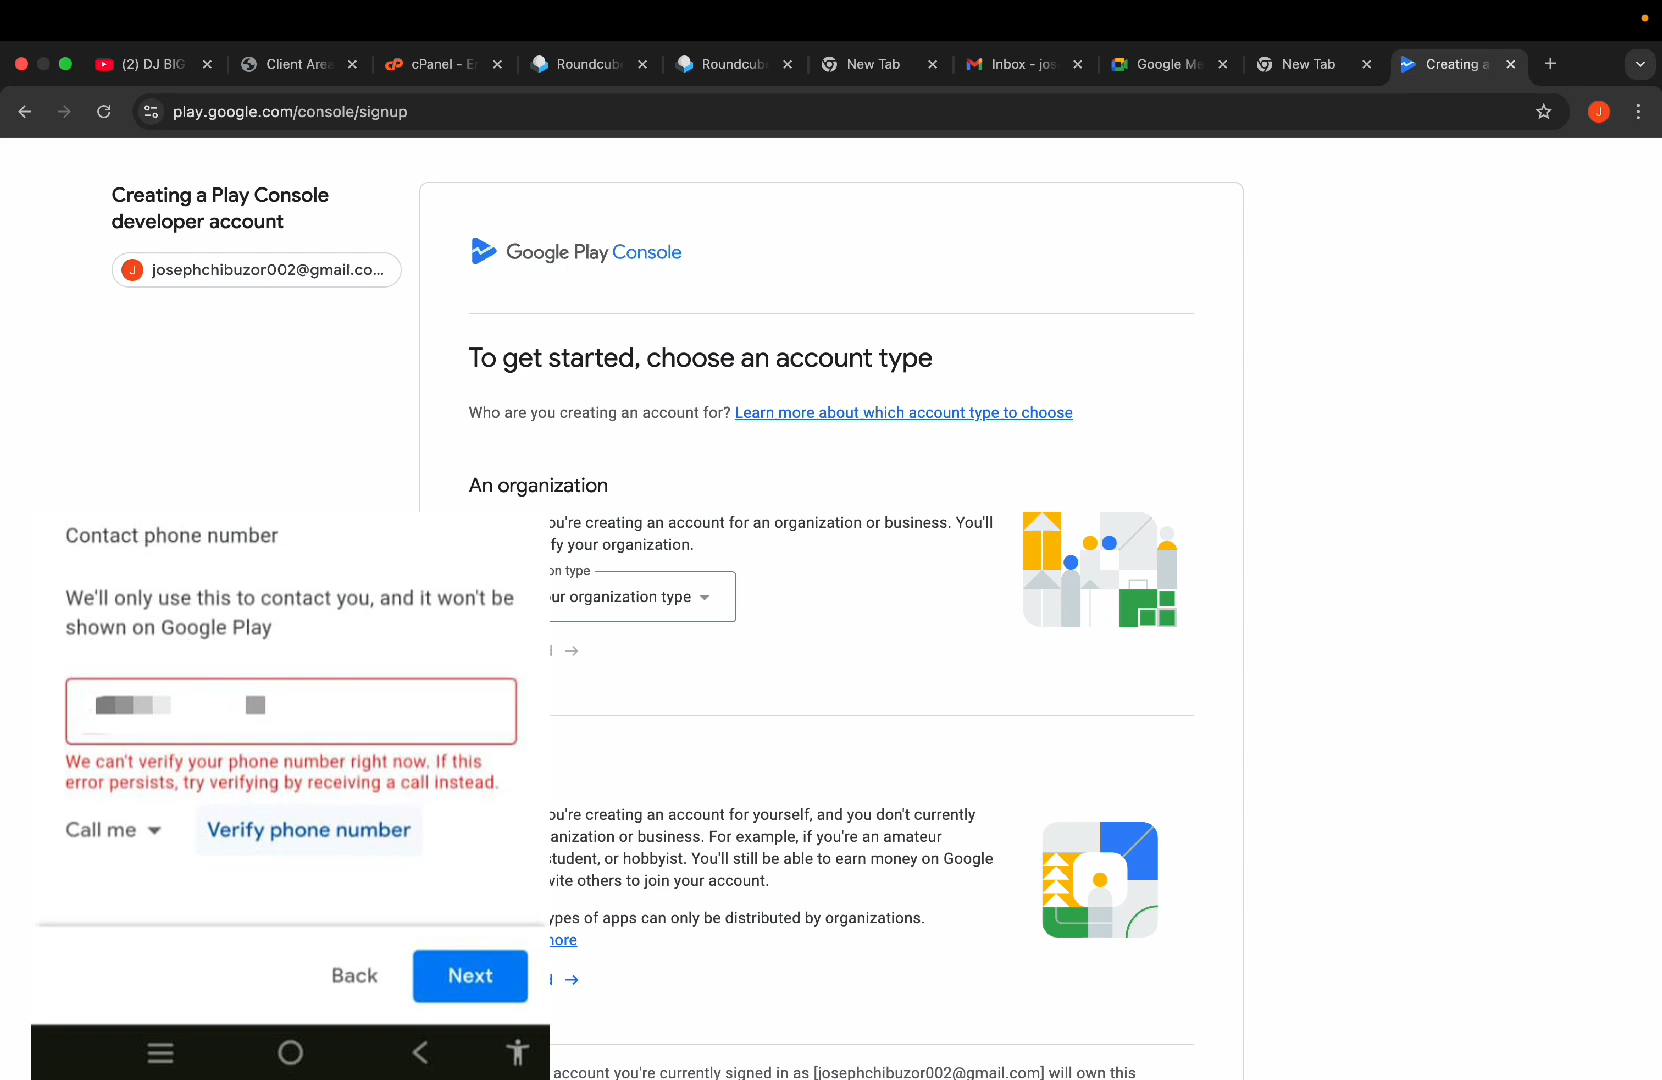 (2) DJ BIG
Client Area
cPanel - E
Roundcub
Roundcub
New Tab
Inbox - jos
Google Me
New Tab
Creating a
play.google.com/console/signup
J
Creating a Play Console
developer account
J josephchibuzor002@gmail.co...
Google Play Console
To get started, choose an account type
Who are you creating an account for? Learn more about which account type to choose
An organization
ou're creating an account for an organization or business. You'll
fy your organization.
on type
ur organization type
Contact phone number
We'll only use this to contact you, and it won't be
shown on Google Play
We can't verify your phone number right now. If this
error persists, try verifying by receiving a call instead.
Call me
Verify phone number
Back
Next
ou're creating an account for yourself, and you don't currently
anization or business. For example, if you're an amateur
student, or hobbyist. You'll still be able to earn money on Google
vite others to join your account.
ypes of apps can only be distributed by organizations.
more
account you're currently signed in as [josephchibuzor002@gmail.com] will own this